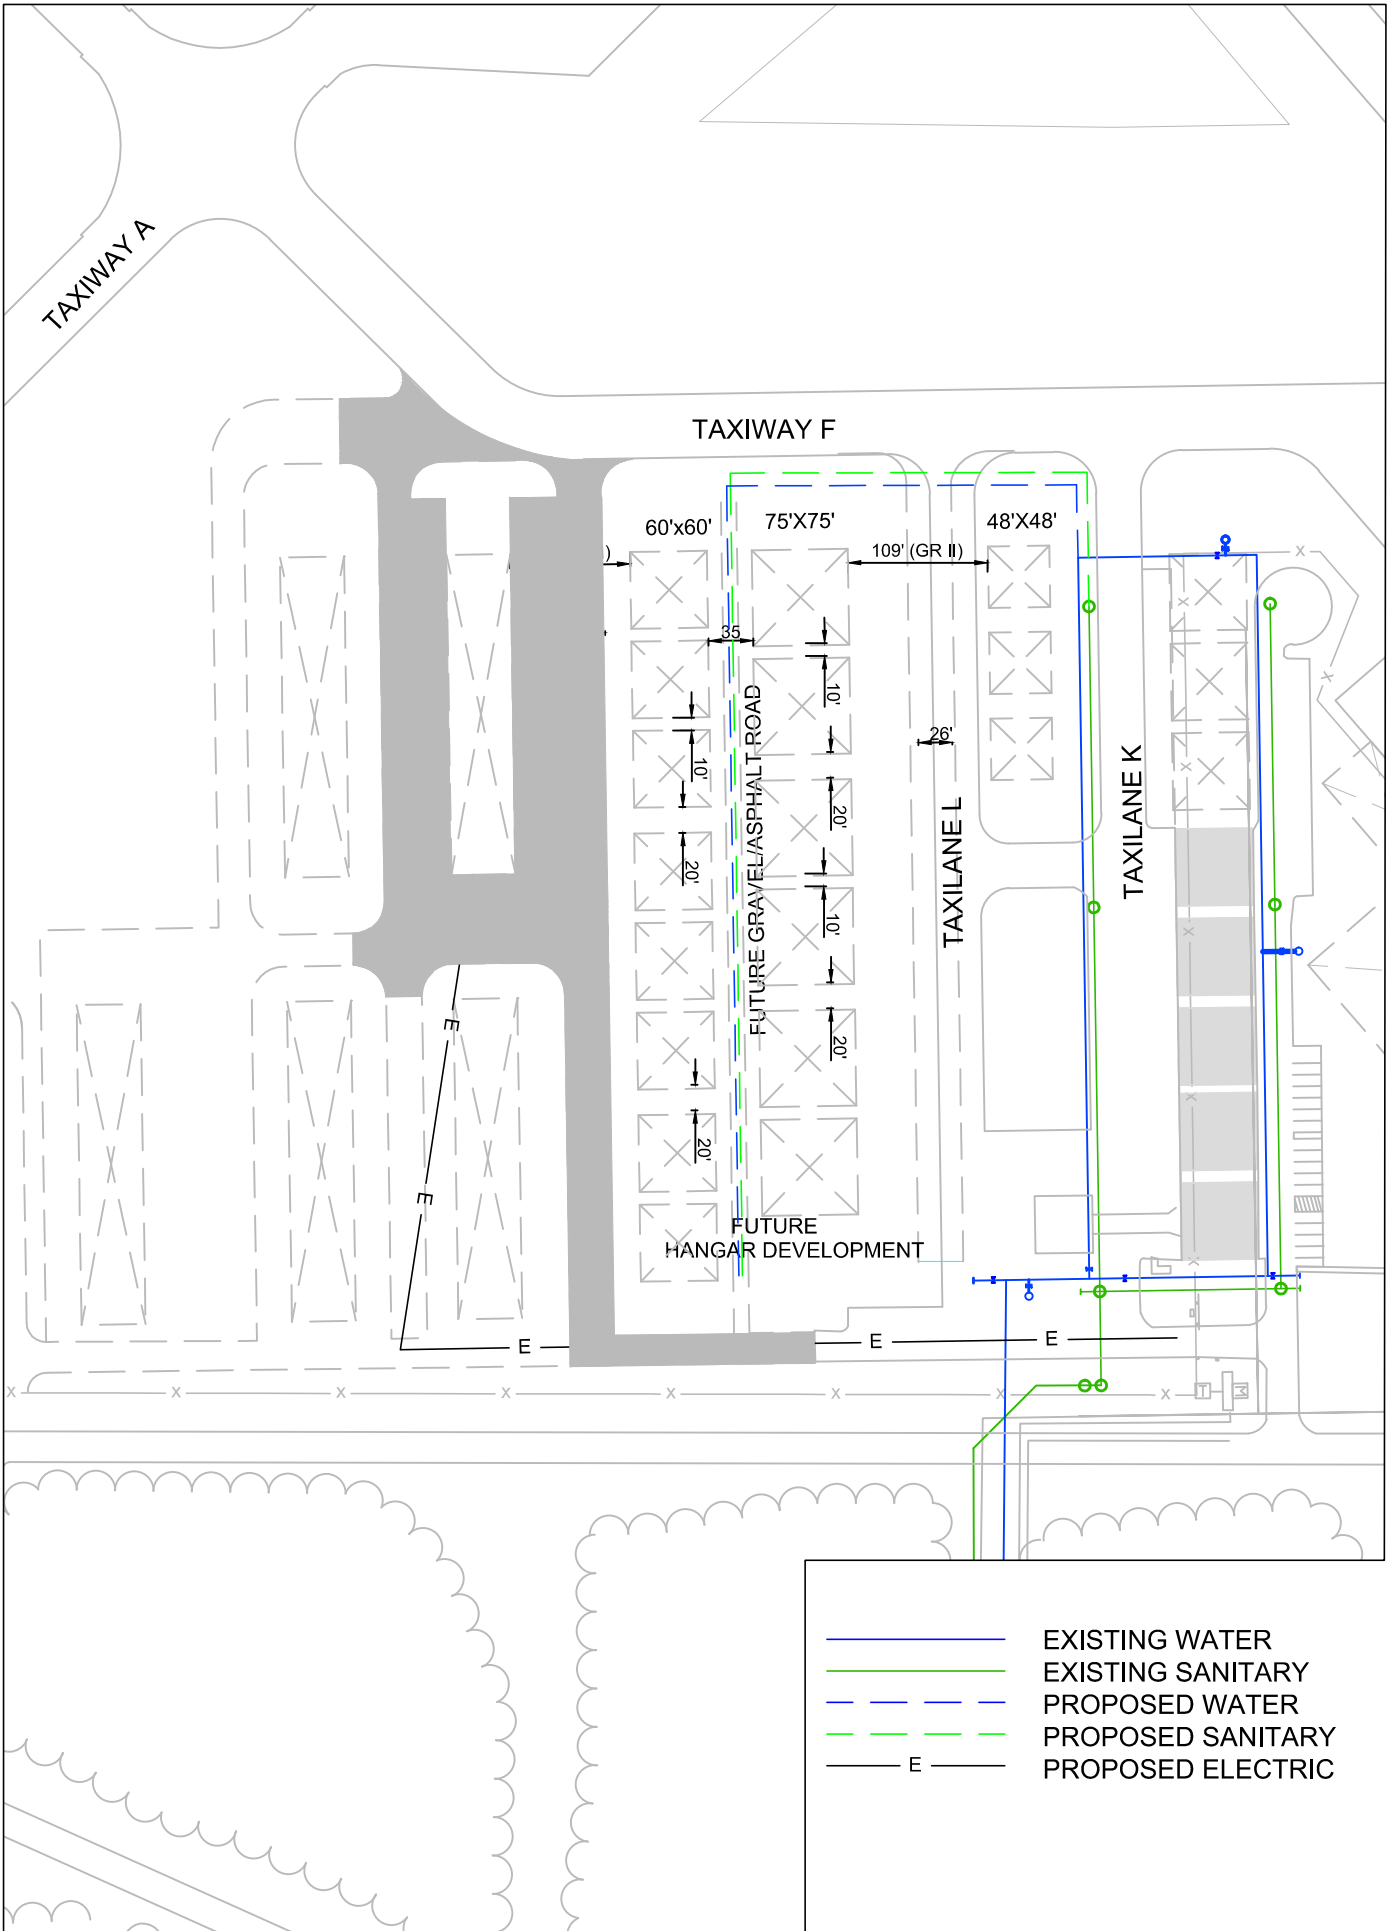 TAXIWAY A
TAXIWAY F
60'x60'
75'X75'
48'X48'
)
109' (GR II)
35
10'
26'
10'
20'
20'
10'
20'
20'
FUTURE GRAVEL/ASPHALT ROAD
TAXILANE L
TAXILANE K
X
X
X
X
X
X
X
X
E
E
FUTURE
HANGAR DEVELOPMENT
E
E
E
X
X
X
X
X
X
X
X
T
M
EXISTING WATER
EXISTING SANITARY
PROPOSED WATER
PROPOSED SANITARY
E
PROPOSED ELECTRIC